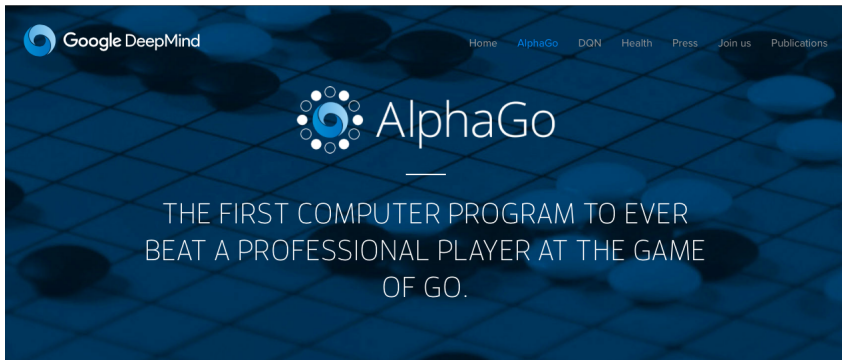 Google DeepMind
Home AlphaGo DQN Health Press Join us Publications
AlphaGo
THE FIRST COMPUTER PROGRAM TO EVER
BEAT A PROFESSIONAL PLAYER AT THE GAME
OF GO.